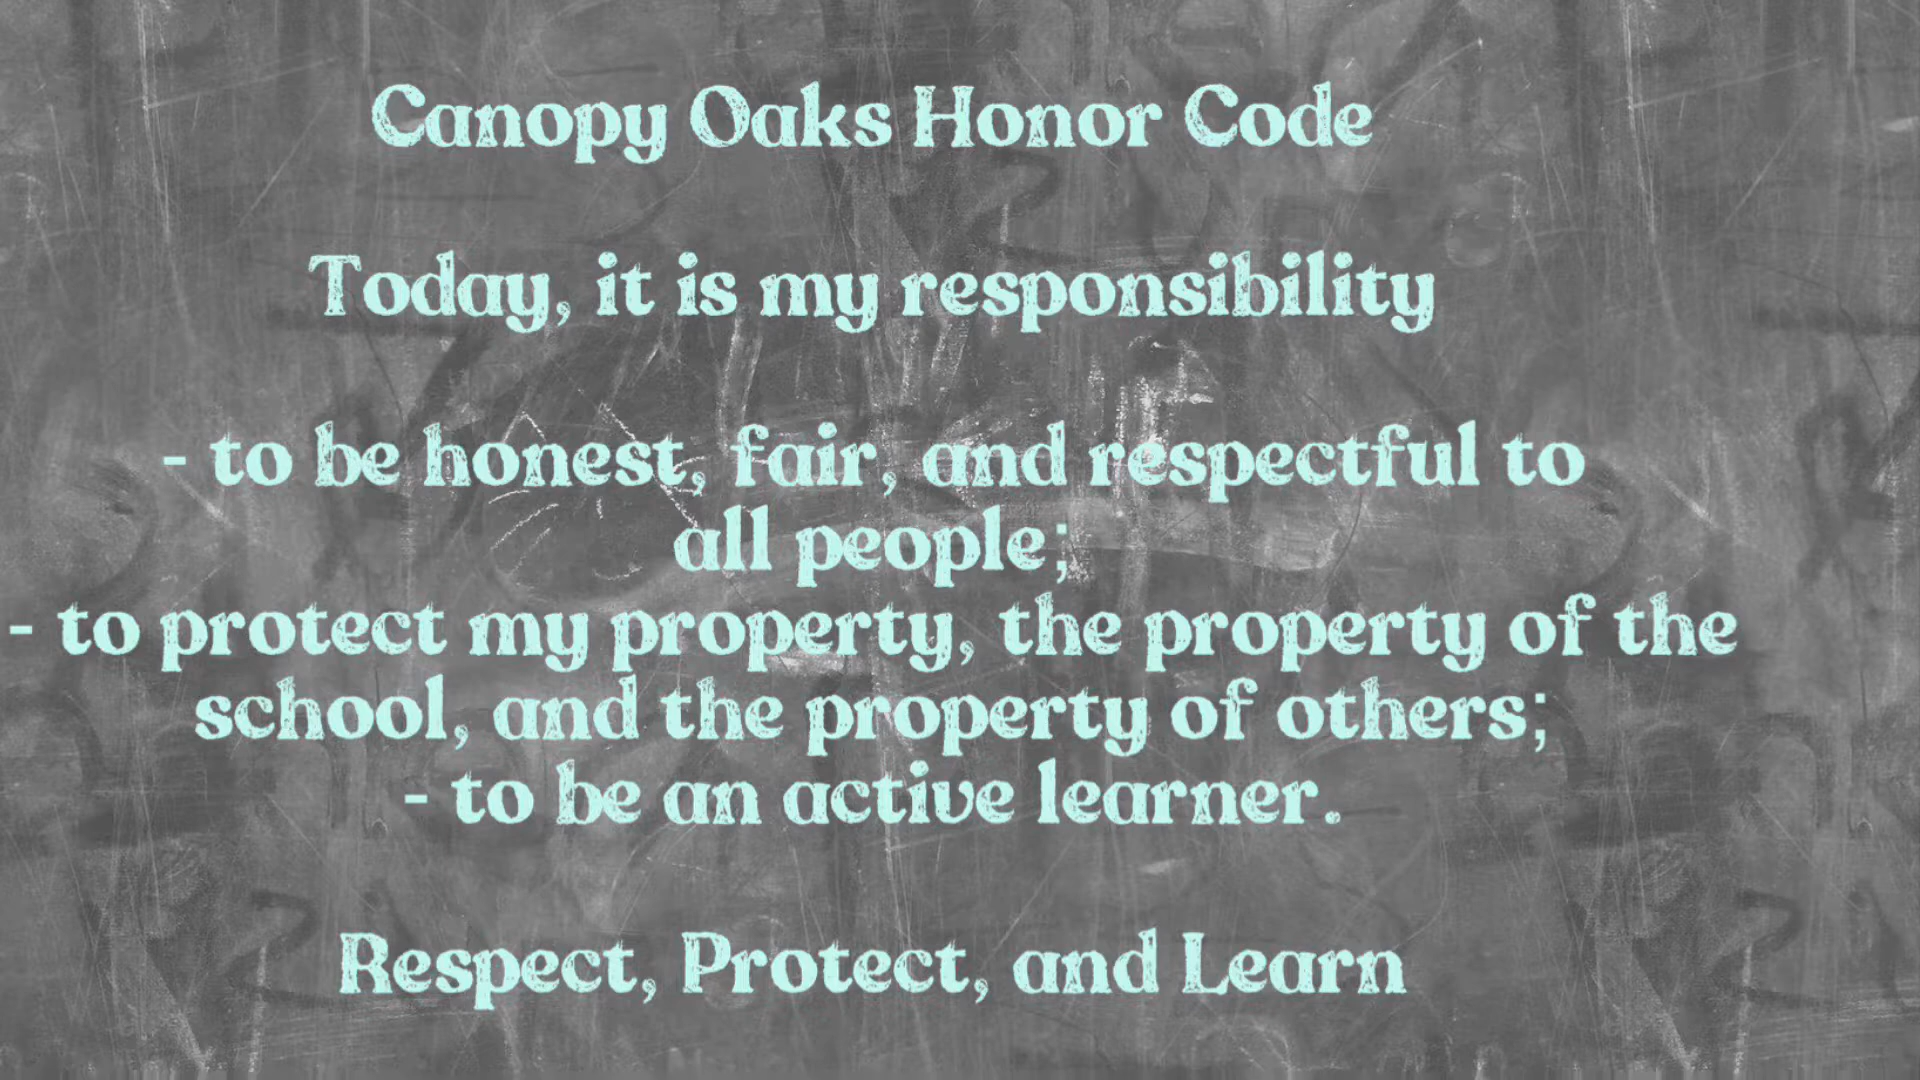 Canopy Oaks Honor Code
Today, it is my responsibility
- to be honest, fair, and respectful to
all people;
- to protect my property, the property of the
school, and the property of others;
- to be an active learner.
Respect, Protect, and Learn